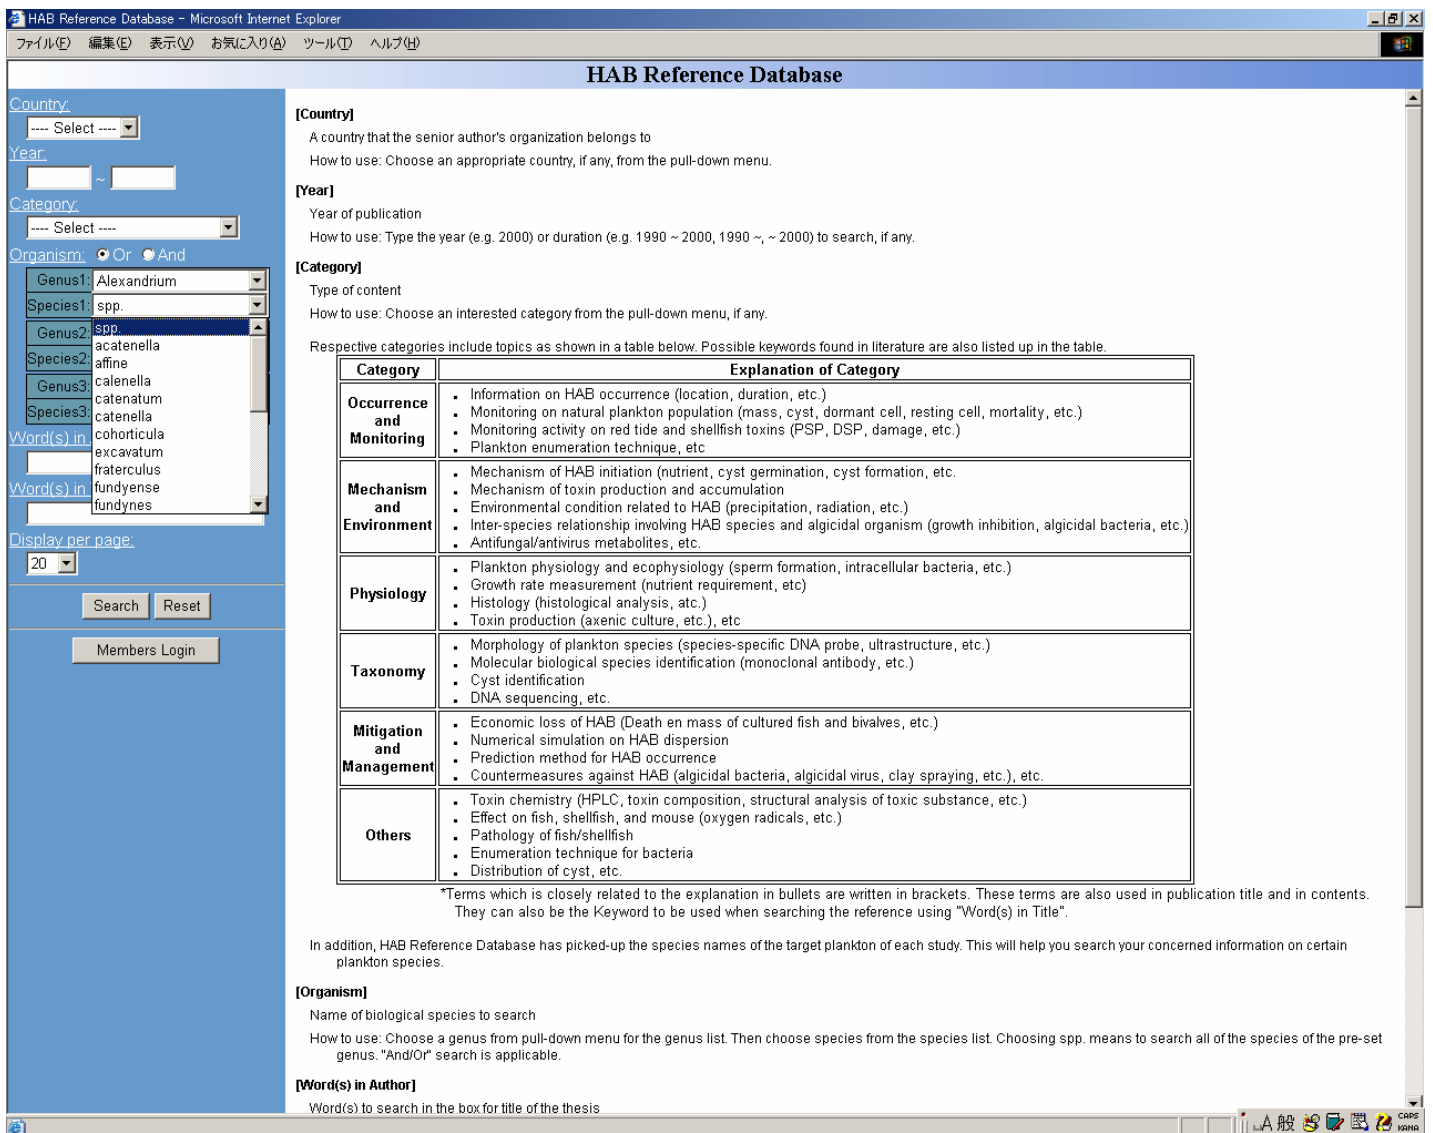 HAB Reference Database - Microsoft Internet Explorer
ファイル(F) 編集(E) 表示(V) お気に入り(A) ツール(T) ヘルプ(H)
HAB Reference Database
Country:
---- Select ----
Year:
~
Category:
---- Select ----
Organism: Or And
Genus1: Alexandrium
Species1: spp.
Genus2:
Species2:
Genus3:
Species3:
spp.
acatenella
affine
calenella
catenatum
catenella
cohorticula
excavatum
fraterculus
fundyense
fundynes
Word(s) in
Word(s) in
Display per page:
20
Search Reset
Members Login
[Country]
A country that the senior author's organization belongs to
How to use: Choose an appropriate country, if any, from the pull-down menu.
[Year]
Year of publication
How to use: Type the year (e.g. 2000) or duration (e.g. 1990 ~ 2000, 1990 ~, ~ 2000) to search, if any.
[Category]
Type of content
How to use: Choose an interested category from the pull-down menu, if any.
Respective categories include topics as shown in a table below. Possible keywords found in literature are also listed up in the table.
Category Explanation of Category
Occurrence
and
Monitoring
• Information on HAB occurrence (location, duration, etc.)
• Monitoring on natural plankton population (mass, cyst, dormant cell, resting cell, mortality, etc.)
• Monitoring activity on red tide and shellfish toxins (PSP, DSP, damage, etc.)
• Plankton enumeration technique, etc
Mechanism
and
Environment
• Mechanism of HAB initiation (nutrient, cyst germination, cyst formation, etc.
• Mechanism of toxin production and accumulation
• Environmental condition related to HAB (precipitation, radiation, etc.)
• Inter-species relationship involving HAB species and algicidal organism (growth inhibition, algicidal bacteria, etc.)
• Antifungal/antivirus metabolites, etc.
Physiology
• Plankton physiology and ecophysiology (sperm formation, intracellular bacteria, etc.)
• Growth rate measurement (nutrient requirement, etc)
• Histology (histological analysis, atc.)
• Toxin production (axenic culture, etc.), etc
Taxonomy
• Morphology of plankton species (species-specific DNA probe, ultrastructure, etc.)
• Molecular biological species identification (monoclonal antibody, etc.)
• Cyst identification
• DNA sequencing, etc.
Mitigation
and
Management
• Economic loss of HAB (Death en mass of cultured fish and bivalves, etc.)
• Numerical simulation on HAB dispersion
• Prediction method for HAB occurrence
• Countermeasures against HAB (algicidal bacteria, algicidal virus, clay spraying, etc.), etc.
Others
• Toxin chemistry (HPLC, toxin composition, structural analysis of toxic substance, etc.)
• Effect on fish, shellfish, and mouse (oxygen radicals, etc.)
• Pathology of fish/shellfish
• Enumeration technique for bacteria
• Distribution of cyst, etc.
*Terms which is closely related to the explanation in bullets are written in brackets. These terms are also used in publication title and in contents.
They can also be the Keyword to be used when searching the reference using "Word(s) in Title".
In addition, HAB Reference Database has picked-up the species names of the target plankton of each study. This will help you search your concerned information on certain
plankton species.
[Organism]
Name of biological species to search
How to use: Choose a genus from pull-down menu for the genus list. Then choose species from the species list. Choosing spp. means to search all of the species of the pre-set
genus. "And/Or" search is applicable.
[Word(s) in Author]
Word(s) to search in the box for title of the thesis
A 般 CAPS
KANA